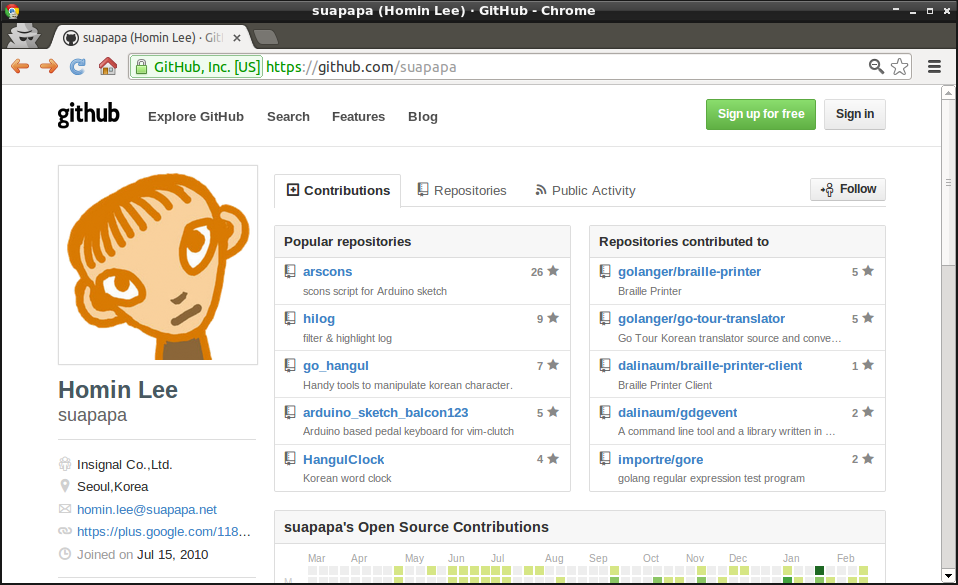 suapapa (Homin Lee) · GitHub - Chrome
suapapa (Homin Lee) · Git
GitHub, Inc. [US] https://github.com/suapapa
github
Explore GitHub Search Features Blog
Sign up for free Sign in
Contributions Repositories Public Activity Follow
Homin Lee
suapapa
Insignal Co.,Ltd.
Seoul,Korea
homin.lee@suapapa.net
https://plus.google.com/118…
Joined on Jul 15, 2010
Popular repositories
arscons 26
scons script for Arduino sketch
hilog 9
filter & highlight log
go_hangul 7
Handy tools to manipulate korean character.
arduino_sketch_balcon123 5
Arduino based pedal keyboard for vim-clutch
HangulClock 4
Korean word clock
Repositories contributed to
golanger/braille-printer 5
Braille Printer
golanger/go-tour-translator 5
Go Tour Korean translator source and conve…
dalinaum/braille-printer-client 1
Braille Printer Client
dalinaum/gdgevent 2
A command line tool and a library written in …
importre/gore 2
golang regular expression test program
suapapa's Open Source Contributions
Mar Apr May Jun Jul Aug Sep Oct Nov Dec Jan Feb